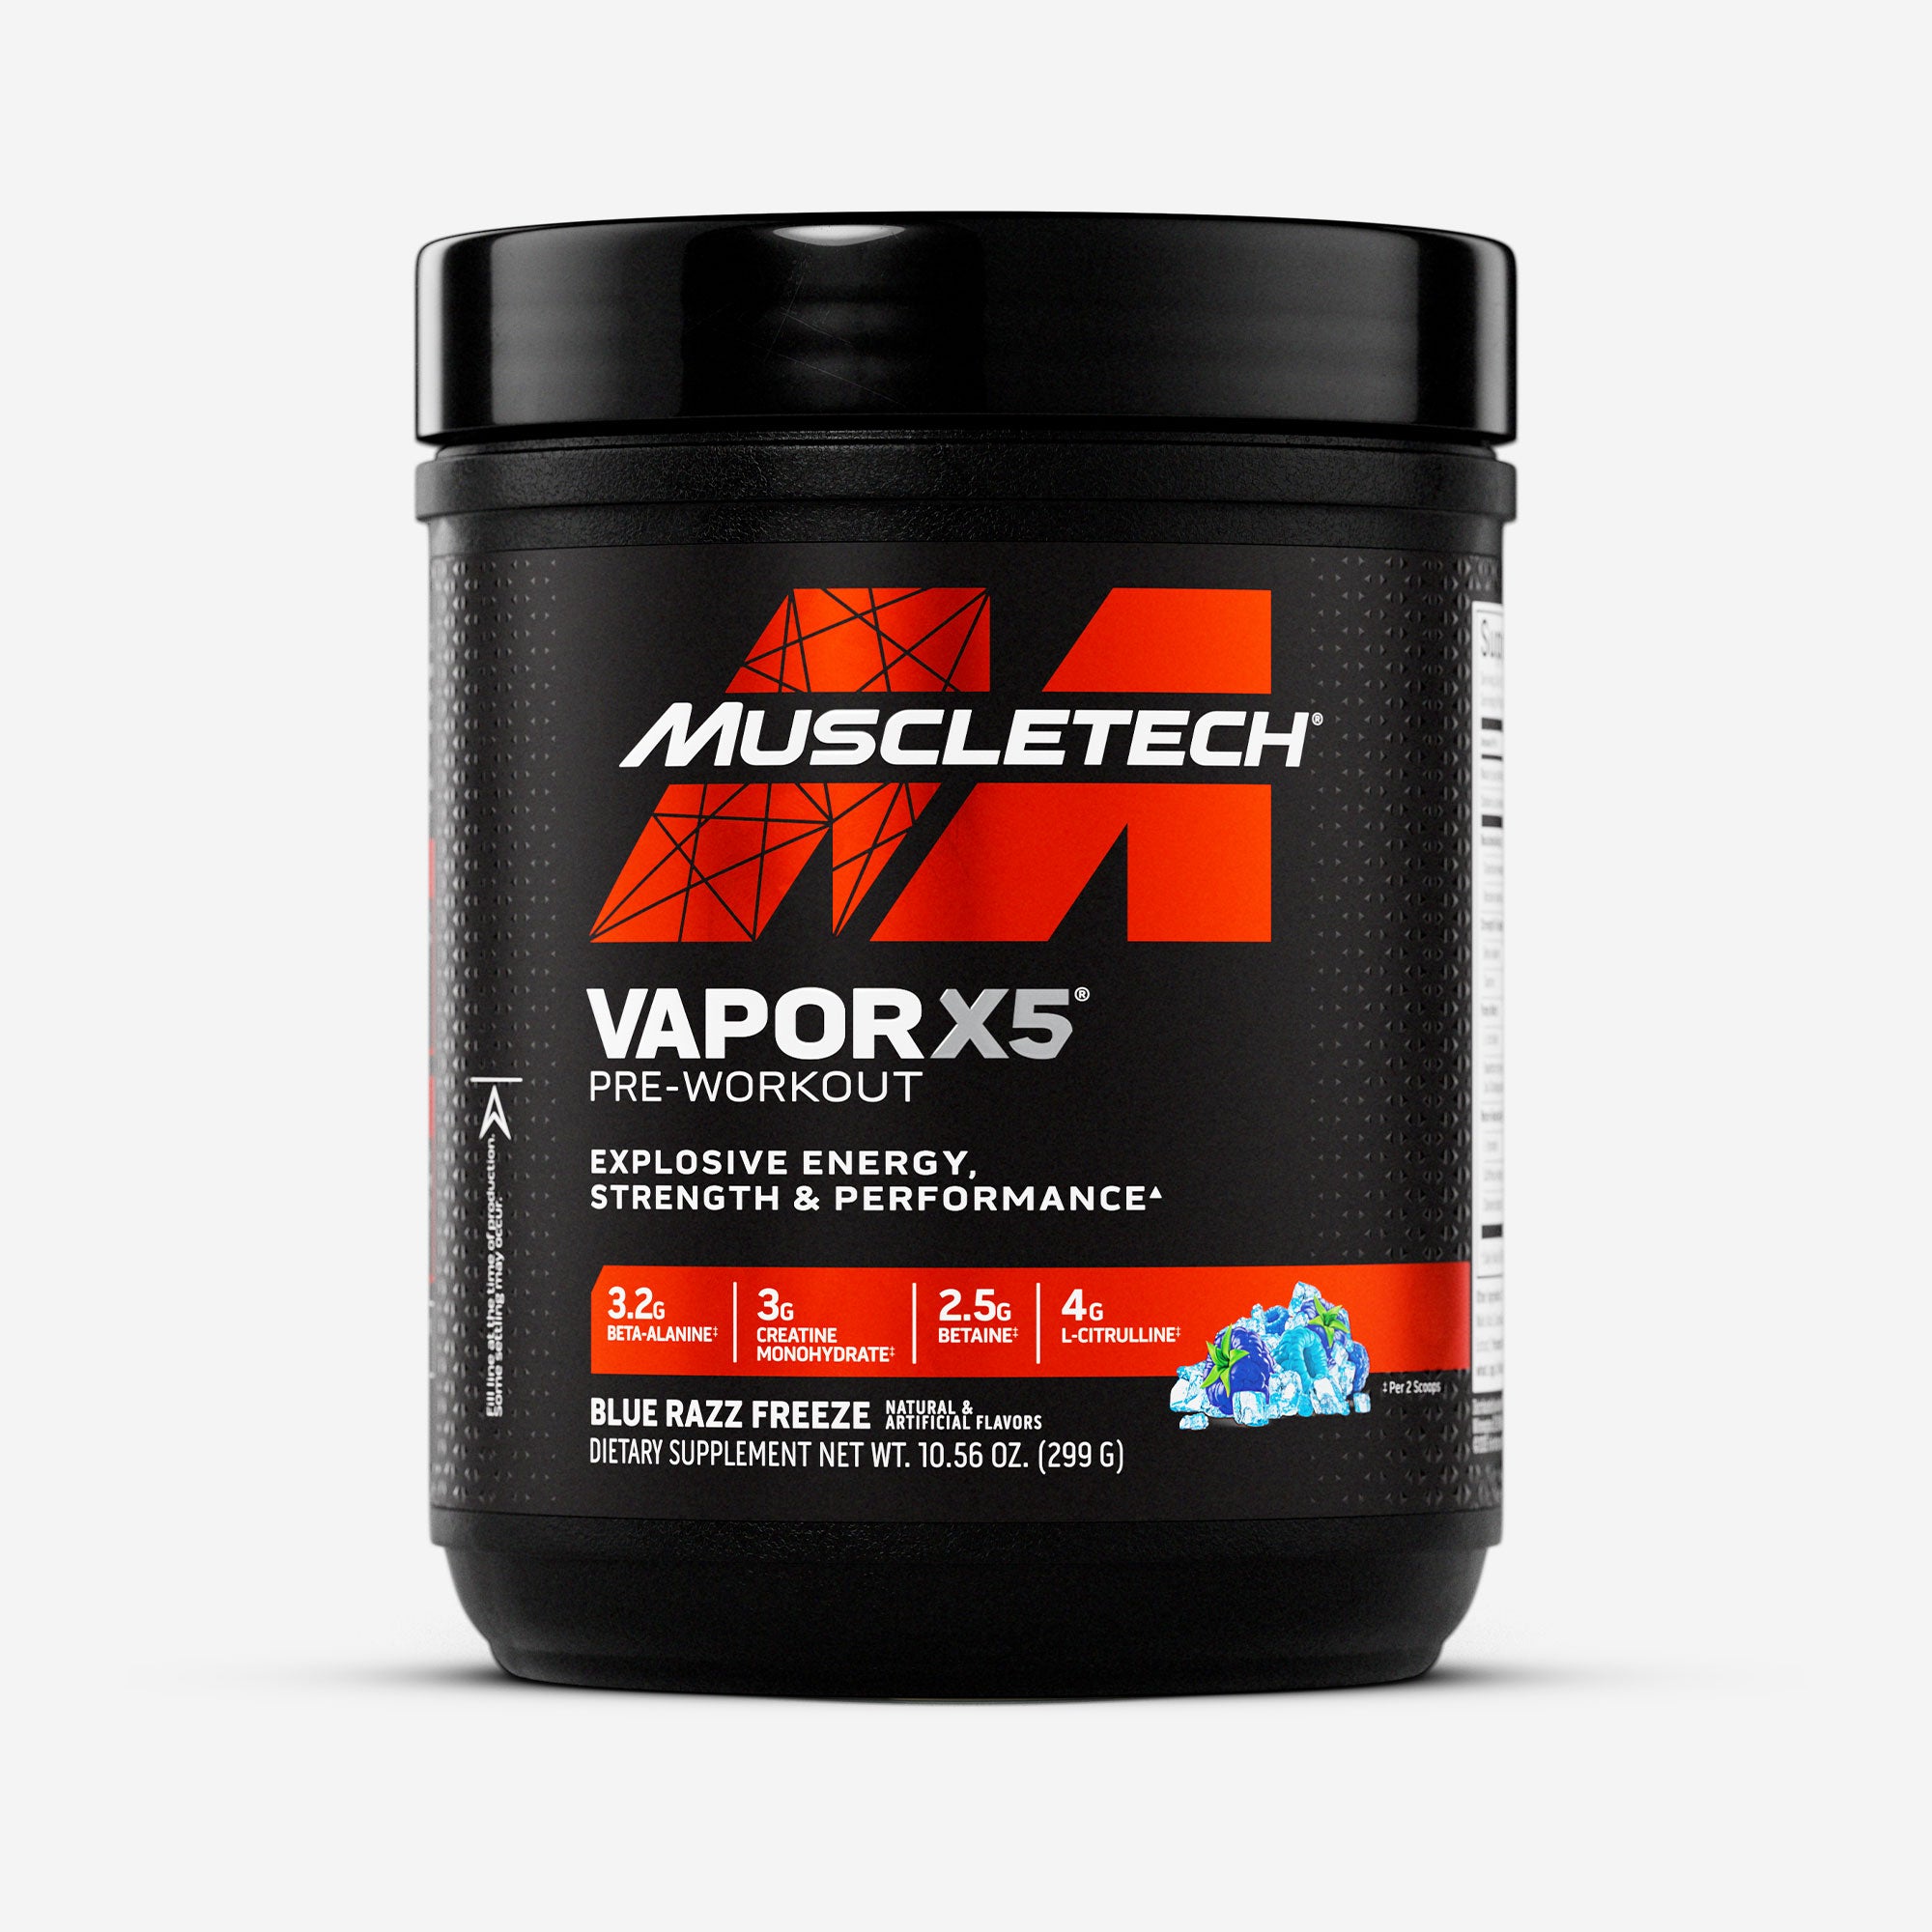 MUSCLETECH®
VAPOR X5®
PRE-WORKOUT
EXPLOSIVE ENERGY,
STRENGTH & PERFORMANCE▲
3.2G
BETA-ALANINE‡
3G
CREATINE
MONOHYDRATE‡
2.5G
BETAINE‡
4G
L-CITRULLINE‡
‡ Per 2 Scoops
BLUE RAZZ FREEZE NATURAL &
ARTIFICIAL FLAVORS
DIETARY SUPPLEMENT NET WT. 10.56 OZ. (299 G)
Fill line at the time of production.
Some settling may occur.